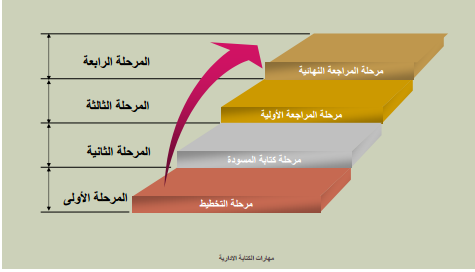 المرحلة الرابعة
مرحلة المراجعة النهائية
المرحلة الثالثة
مرحلة المراجعة الأولية
المرحلة الثانية
مرحلة كتابة المسودة
المرحلة الأولى
مرحلة التخطيط
مهارات الكتابة الإدارية